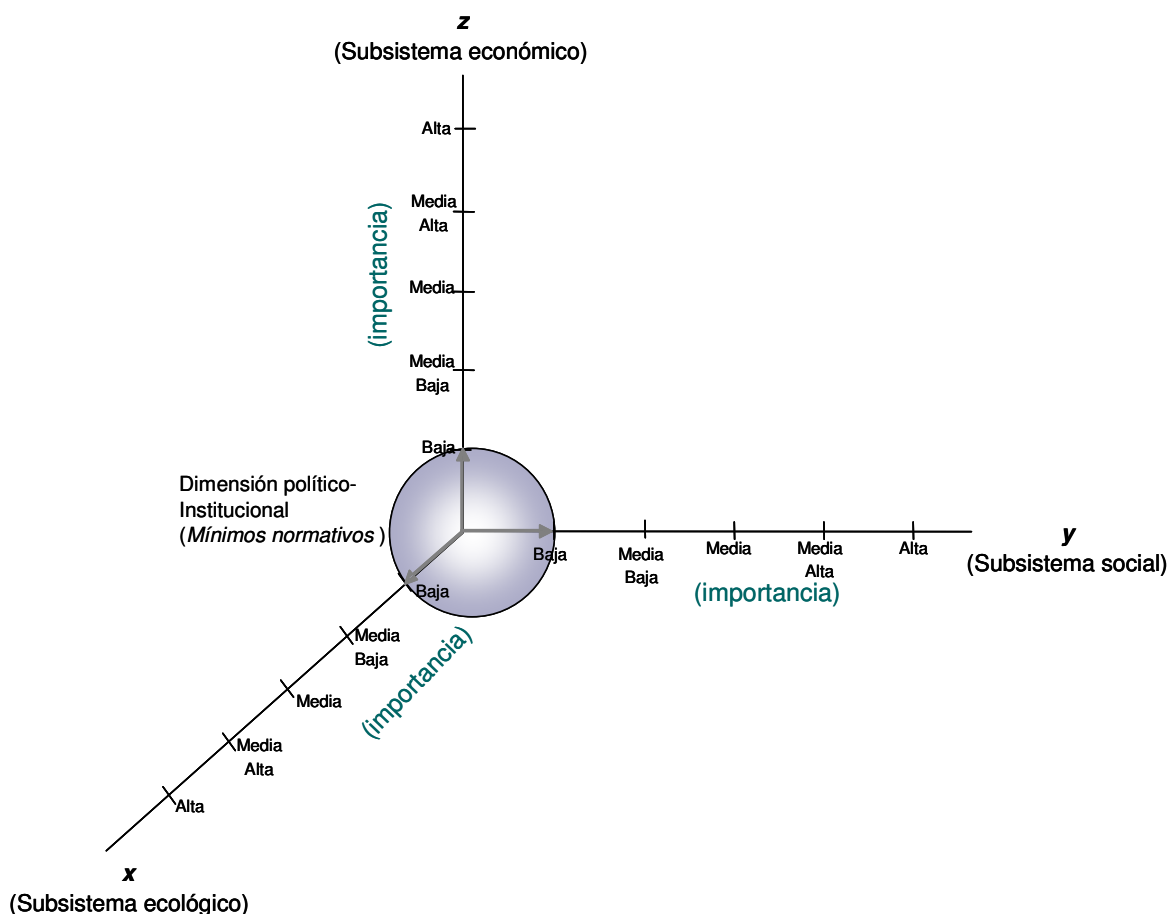 z
(Subsistema económico)
Alta
Media
Alta
(importancia)
Media
Media
Baja
Baja
Dimensión político-
Institucional
(Mínimos normativos )
Baja
Media
Baja
Media
Media
Alta
Alta
y
(Subsistema social)
(importancia)
Baja
Media
Baja
(importancia)
Media
Media
Alta
Alta
x
(Subsistema ecológico)